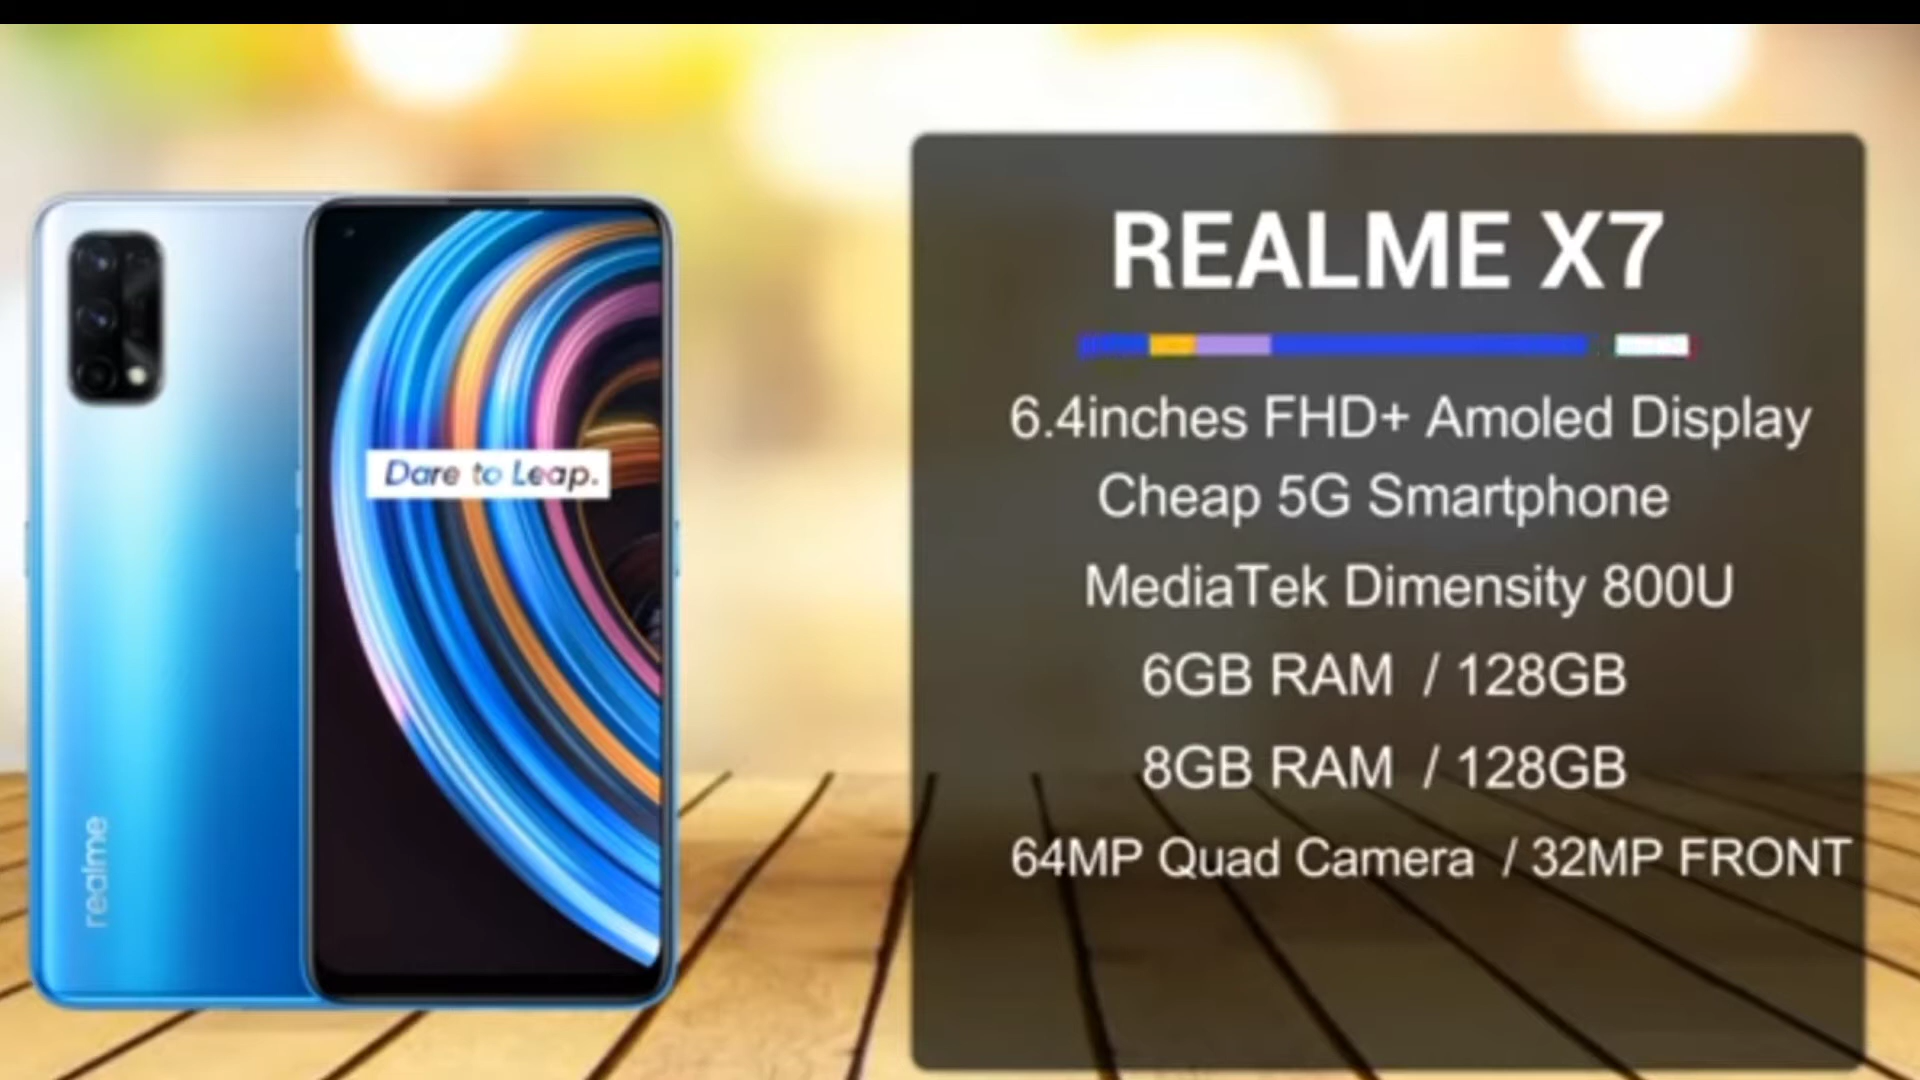 realme
Dare to Leap.
REALME X7
6.4inches FHD+ Amoled Display
Cheap 5G Smartphone
MediaTek Dimensity 800U
6GB RAM / 128GB
8GB RAM / 128GB
64MP Quad Camera / 32MP FRONT